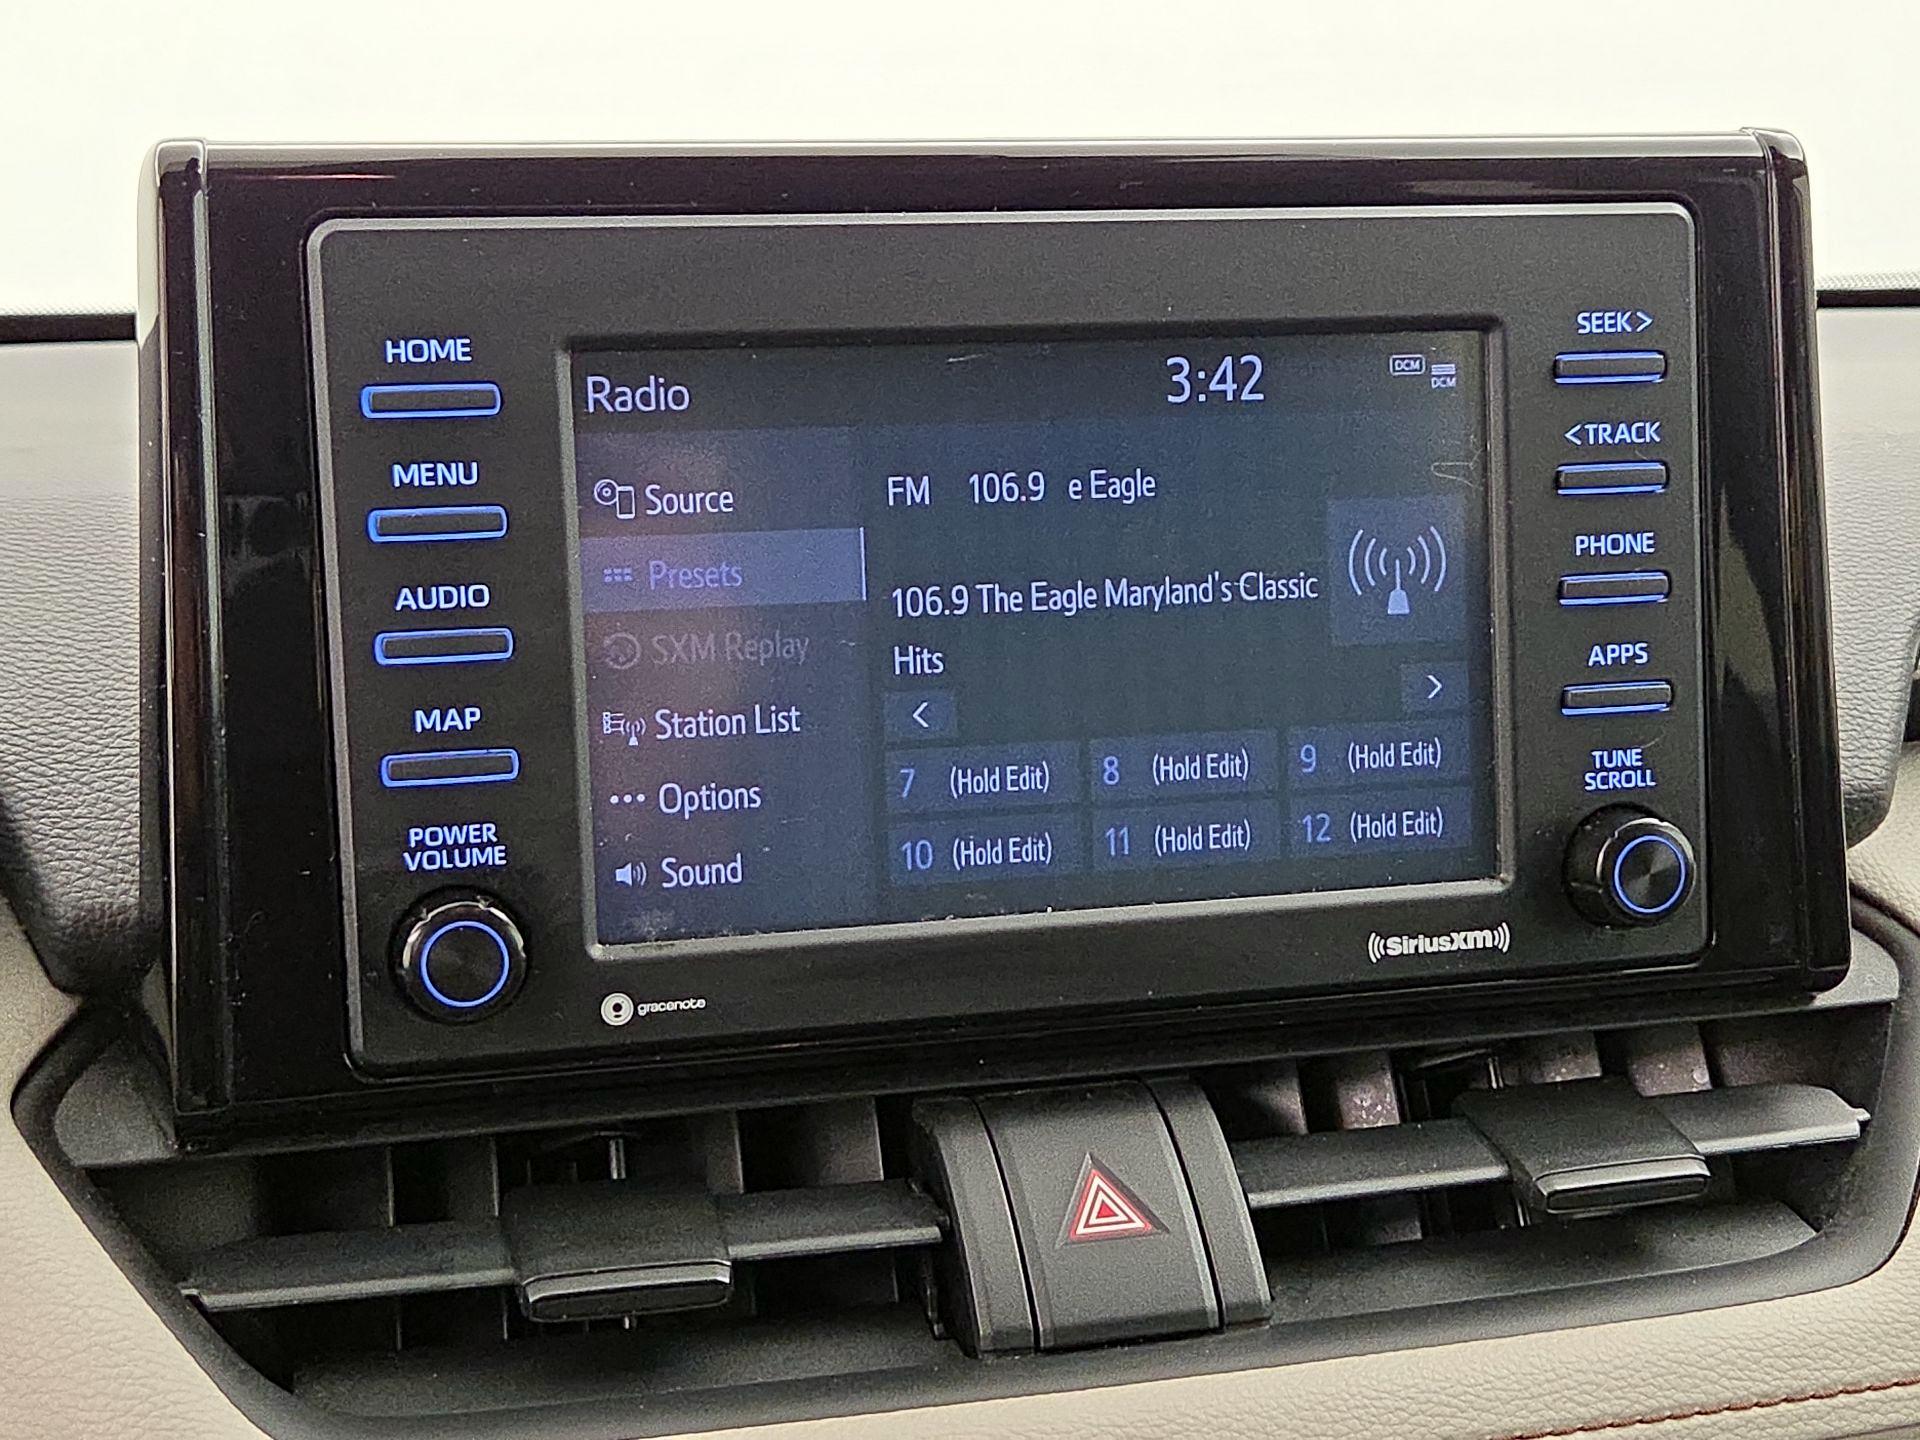 HOME
MENU
AUDIO
MAP
POWER
VOLUME
Radio
3:42
DCM
DCM
Source
Presets
SXM Replay
Station List
Options
Sound
FM 106.9 e Eagle
106.9 The Eagle Maryland's Classic
Hits
<
>
7 (Hold Edit) 8 (Hold Edit) 9 (Hold Edit)
10 (Hold Edit) 11 (Hold Edit) 12 (Hold Edit)
SEEK >
< TRACK
PHONE
APPS
TUNE
SCROLL
gracenote
((SiriusXM))